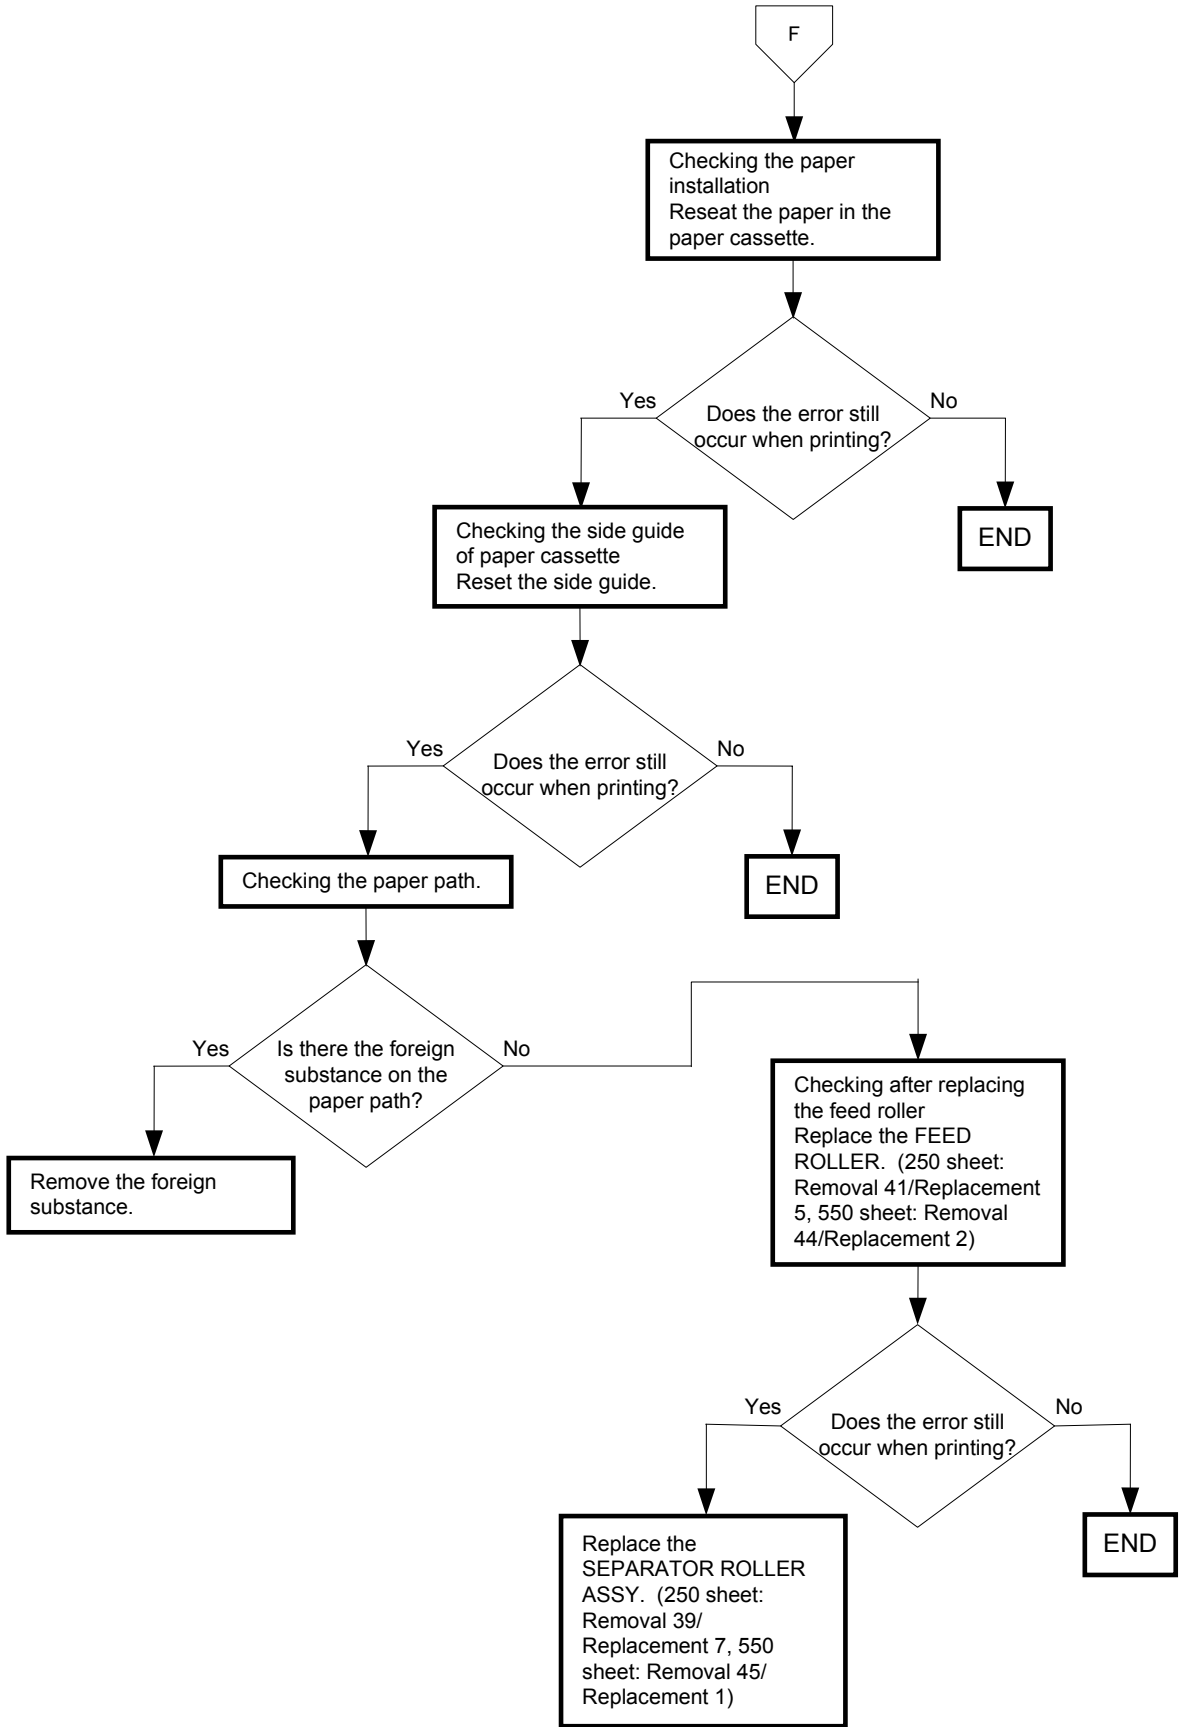 F
Checking the paper
installation
Reseat the paper in the
paper cassette.
Yes
No
Does the error still
occur when printing?
Checking the side guide
of paper cassette
Reset the side guide.
END
Yes
No
Does the error still
occur when printing?
Checking the paper path.
END
Yes
No
Is there the foreign
substance on the
paper path?
Remove the foreign
substance.
Checking after replacing
the feed roller
Replace the FEED
ROLLER.  (250 sheet:
Removal 41/Replacement
5, 550 sheet: Removal
44/Replacement 2)
Yes
No
Does the error still
occur when printing?
Replace the
SEPARATOR ROLLER
ASSY.  (250 sheet:
Removal 39/
Replacement 7, 550
sheet: Removal 45/
Replacement 1)
END